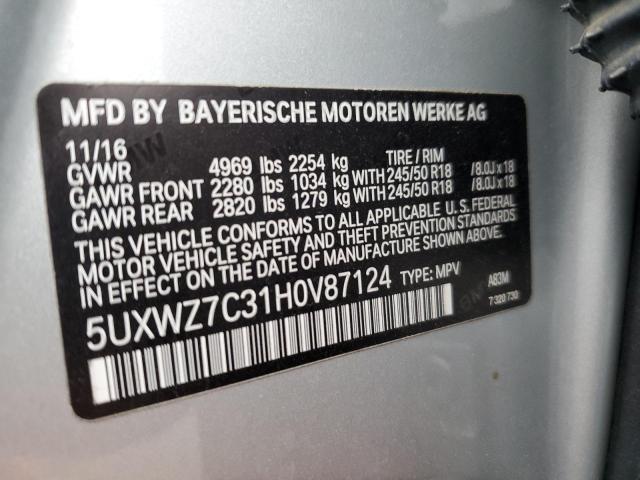 MFD BY BAYERISCHE MOTOREN WERKE AG
11/16
GVWR 4969 lbs 2254 kg TIRE / RIM
GAWR FRONT 2280 lbs 1034 kg WITH 245/50 R18 / 8.0J x 18
GAWR REAR 2820 lbs 1279 kg WITH 245/50 R18 / 8.0J x 18
THIS VEHICLE CONFORMS TO ALL APPLICABLE U.S. FEDERAL
MOTOR VEHICLE SAFETY AND THEFT PREVENTION STANDARDS
IN EFFECT ON THE DATE OF MANUFACTURE SHOWN ABOVE.
5UXWZ7C31H0V87124 TYPE: MPV A83M
7 320 730